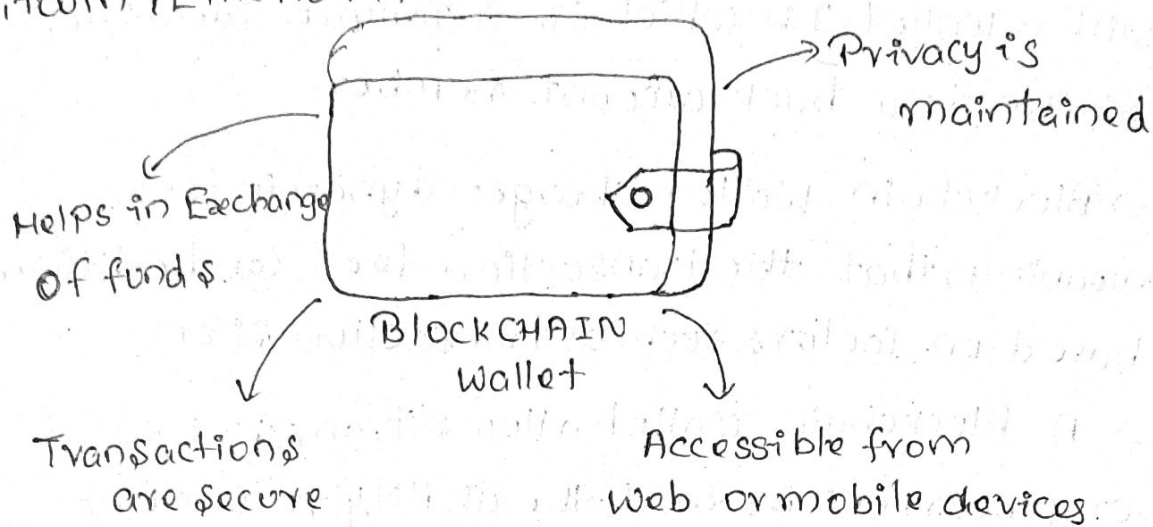 Privacy is
maintained
Helps in Exchange
of funds.
BLOCKCHAIN
Wallet
Transactions
are secure
Accessible from
web or mobile devices.